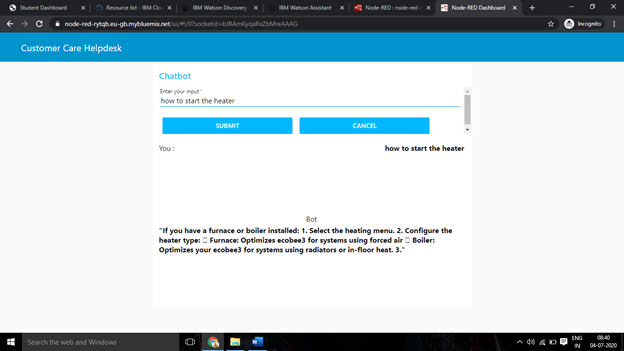 Student Dashboard
Resource list - IBM Clou
IBM Watson Discovery
IBM Watson Assistant
Node-RED : node-red-
Node-RED Dashboard
node-red-rytqb.eu-gb.mybluemix.net/ui/#!/0?socketid=bJRAmKyqaRxZbMreAAAG
Incognito
Customer Care Helpdesk
Chatbot
Enter your input *
how to start the heater
SUBMIT CANCEL
You : how to start the heater
Bot
"If you have a furnace or boiler installed: 1. Select the heating menu. 2. Configure the
heater type: Furnace: Optimizes ecobee3 for systems using forced air Boiler:
Optimizes your ecobee3 for systems using radiators or in-floor heat. 3."
Search the web and Windows
ENG
IN
08:40
04-07-2020